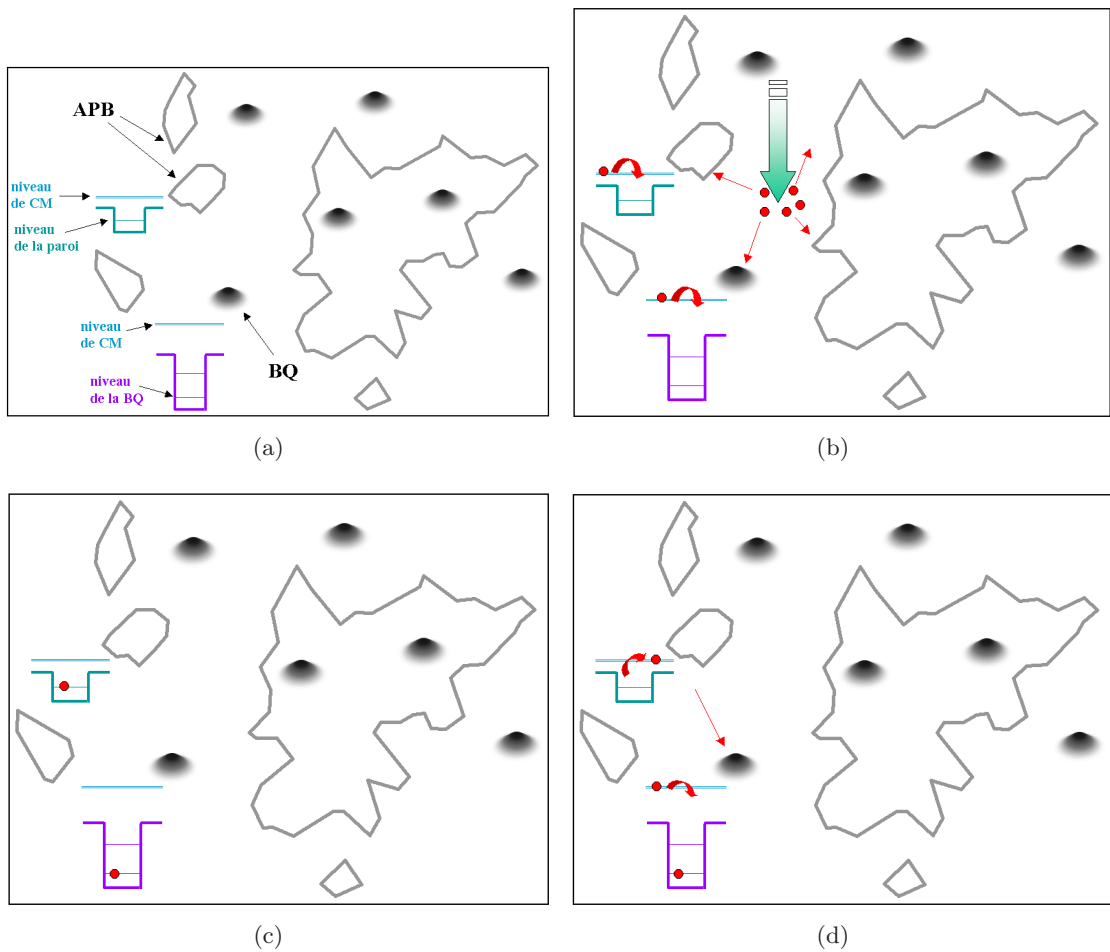 APB
niveau
de CM
niveau
de la paroi
niveau
de CM
BQ
niveau
de la BQ
(a)
(b)
(c)
(d)